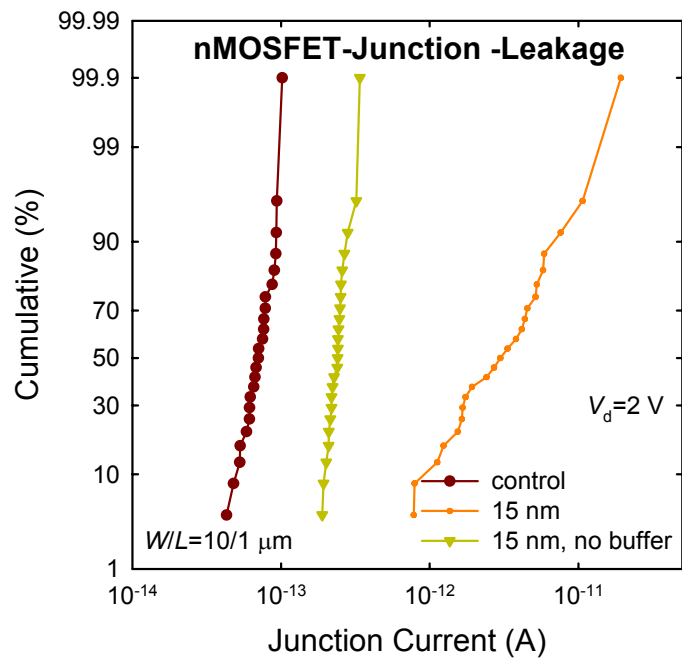 nMOSFET-Junction -Leakage
Cumulative (%)
99.99
99.9
99
90
70
50
30
10
1
V_d=2 V
control
15 nm
15 nm, no buffer
W/L=10/1 μm
10^-14
10^-13
10^-12
10^-11
Junction Current (A)